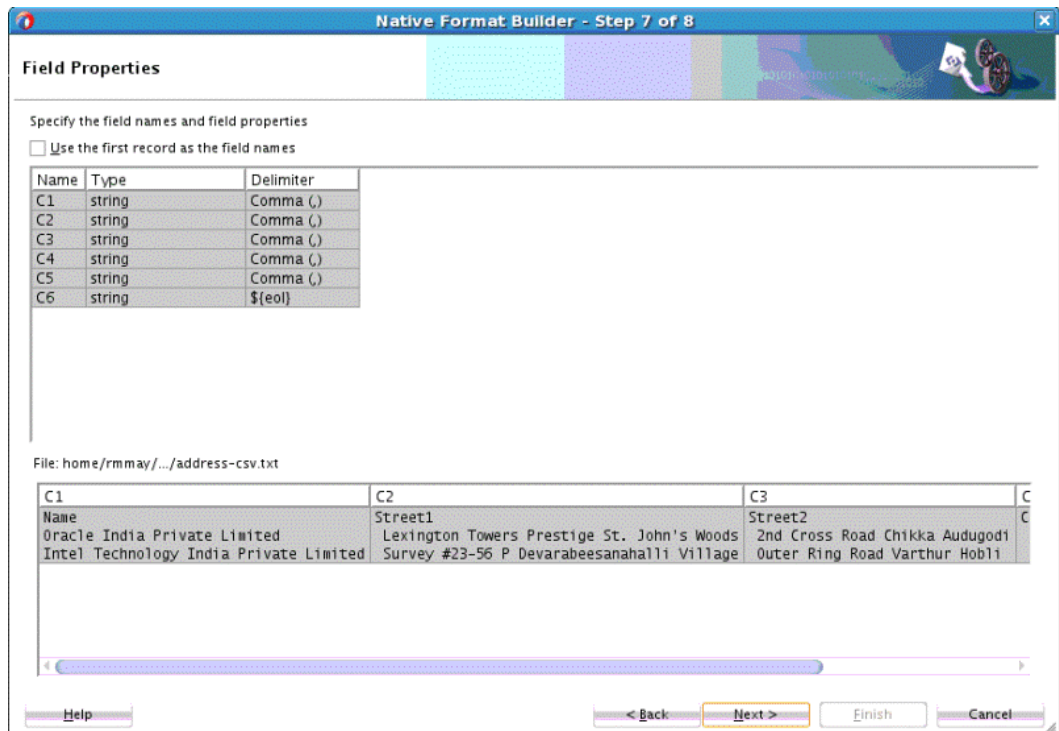 Native Format Builder - Step 7 of 8
Field Properties
Specify the field names and field properties
Use the first record as the field names
Name Type Delimiter
C1 string Comma (,)
C2 string Comma (,)
C3 string Comma (,)
C4 string Comma (,)
C5 string Comma (,)
C6 string ${eol}
File: home/rmmay/.../address-csv.txt
C1 C2 C3 C
Name Street1 Street2 C
Oracle India Private Limited Lexington Towers Prestige St. John's Woods 2nd Cross Road Chikka Audugodi
Intel Technology India Private Limited Survey #23-56 P Devarabeesanahalli Village Outer Ring Road Varthur Hobli
Help < Back Next > Finish Cancel